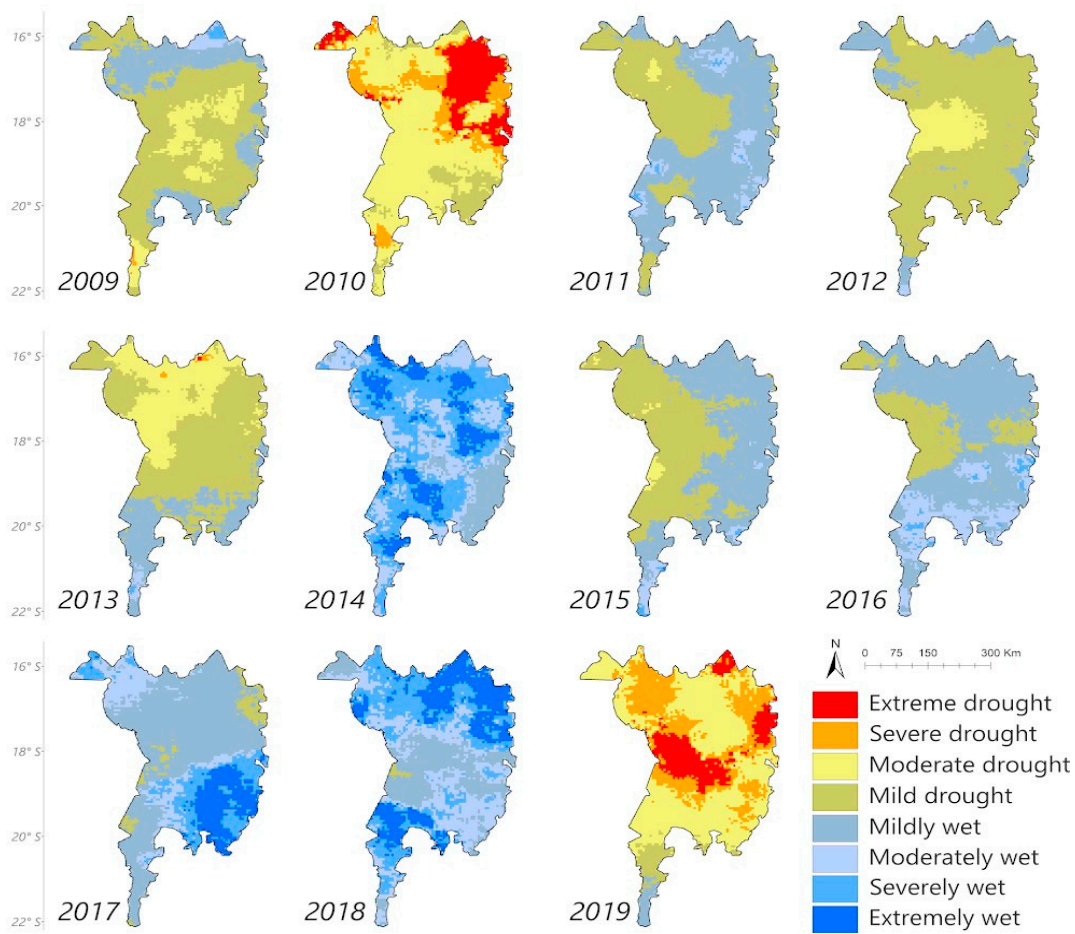 16° S
18° S
20° S
22° S
2009
2010
2011
2012
16° S
18° S
20° S
22° S
2013
2014
2015
2016
16° S
18° S
20° S
22° S
2017
2018
2019
N
0 75 150 300 Km
Extreme drought
Severe drought
Moderate drought
Mild drought
Mildly wet
Moderately wet
Severely wet
Extremely wet